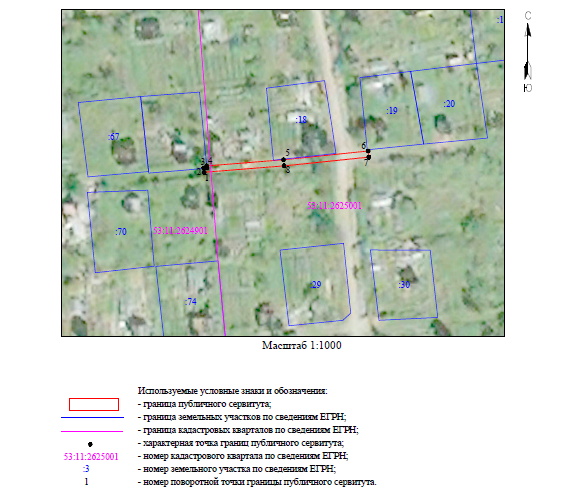 С
Ю
:1
:18
:19
:20
:67
5
6
3
4
1
8
7
53:11:2625001
:70
53:11:2624901
:29
:30
:74
Масштаб 1:1000
Используемые условные знаки и обозначения:
- граница публичного сервитута;
- граница земельных участков по сведениям ЕГРН;
- граница кадастровых кварталов по сведениям ЕГРН;
- характерная точка границ публичного сервитута;
53:11:2625001 - номер кадастрового квартала по сведениям ЕГРН;
:3 - номер земельного участка по сведениям ЕГРН;
1 - номер поворотной точки границы публичного сервитута.